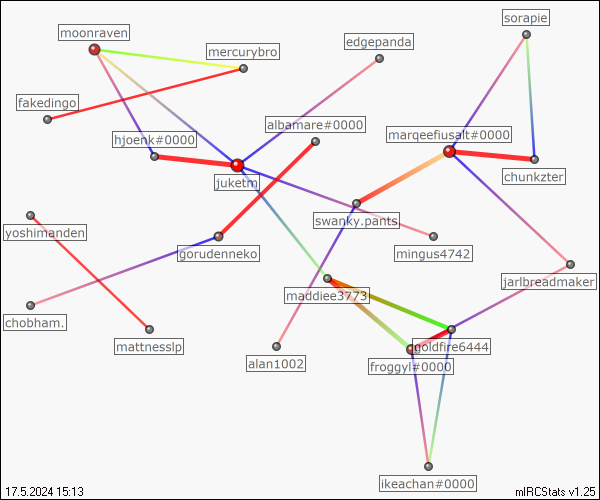 sorapie
moonraven
edgepanda
mercurybro
fakedingo
albamare#0000
marqeefiusalt#0000
hjoenk#0000
chunkzter
juketm
swanky.pants
yoshimanden
gorudenneko
mingus4742
jarlbreadmaker
maddiee3773
chobham.
mattnesslp
goldfire6444
alan1002
froggyl#0000
ikeachan#0000
17.5.2024 15:13
mIRCStats v1.25